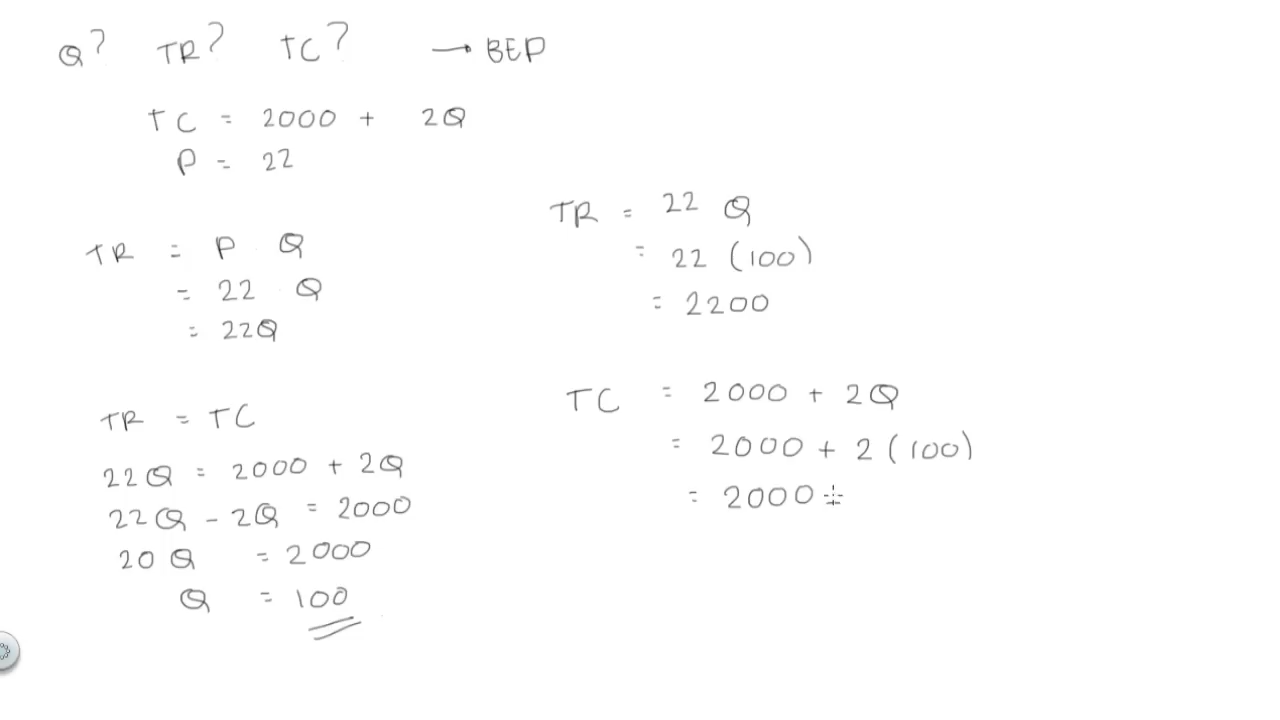 Q? TR? TC? → BEP
TC = 2000 + 2Q
P = 22
TR = P Q
= 22 Q
= 22Q
TR = TC
22Q = 2000 + 2Q
22Q - 2Q = 2000
20 Q = 2000
Q = 100
TR = 22 Q
= 22 (100)
= 2200
TC = 2000 + 2Q
= 2000 + 2 (100)
= 2000 +